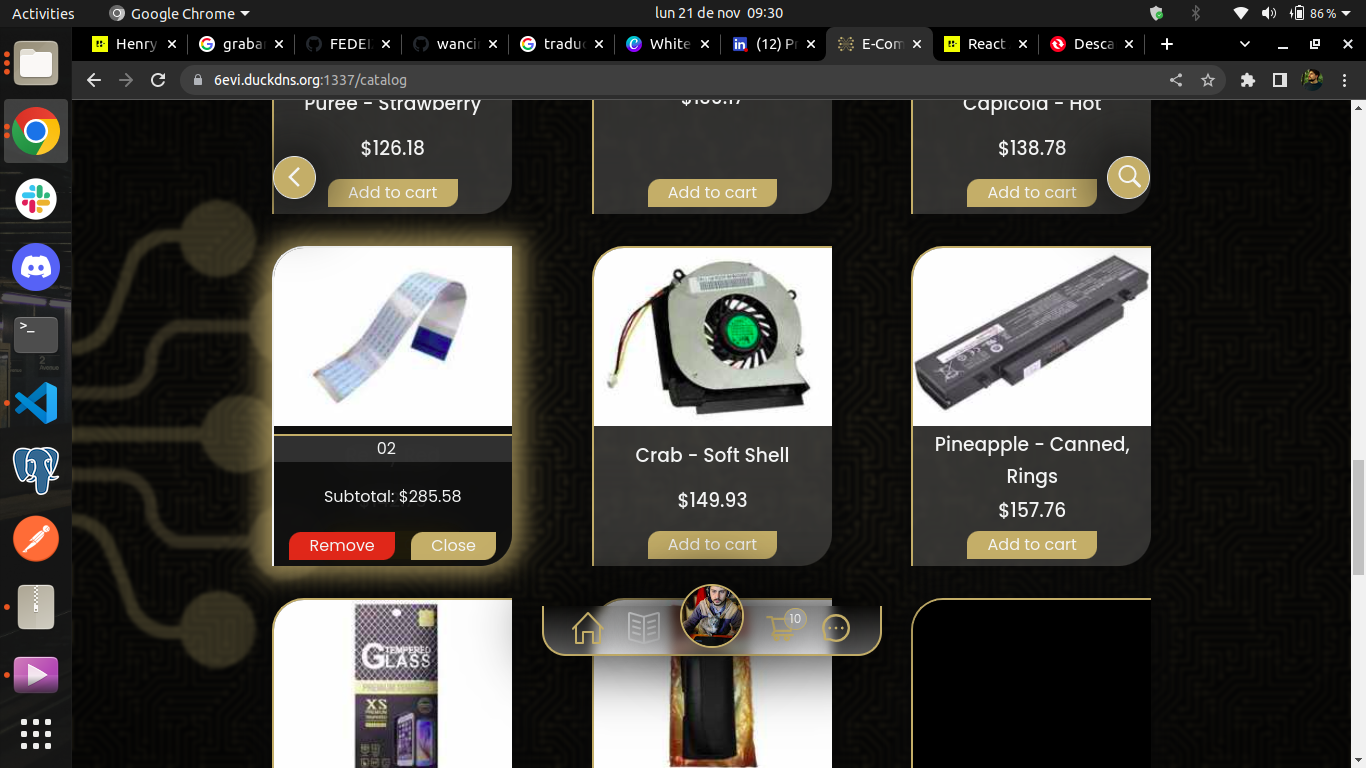 Activities
Google Chrome
lun 21 de nov 09:30
86 %
Henry
graba
FEDE
wanci
traduc
White
(12) P
E-Com
React
Desca
6evi.duckdns.org:1337/catalog
Puree - Strawberry
Capicola - Hot
$126.18
$138.78
Add to cart
Add to cart
Add to cart
02
Subtotal: $285.58
Remove
Close
Crab - Soft Shell
$149.93
Add to cart
Pineapple - Canned,
Rings
$157.76
Add to cart
10
TEMPERED
GLASS
PREMIUM TEMPERED
XS